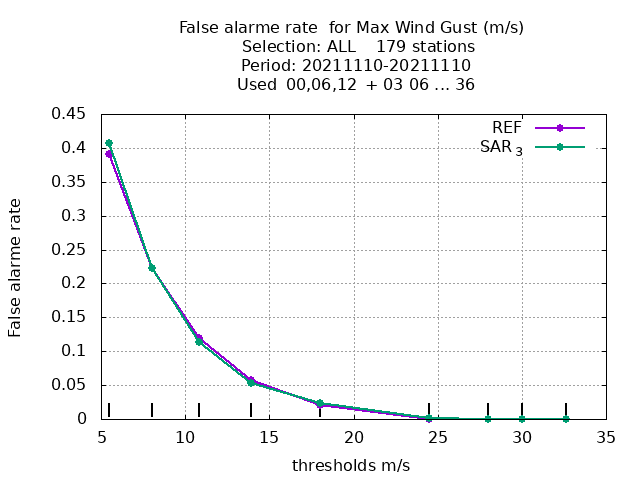 False alarme rate  for Max Wind Gust (m/s)
Selection: ALL    179 stations
Period: 20211110-20211110
Used  00,06,12  + 03 06 ... 36
REF
SAR 3
False alarme rate
0.45
0.4
0.35
0.3
0.25
0.2
0.15
0.1
0.05
0
5 10 15 20 25 30 35
thresholds m/s